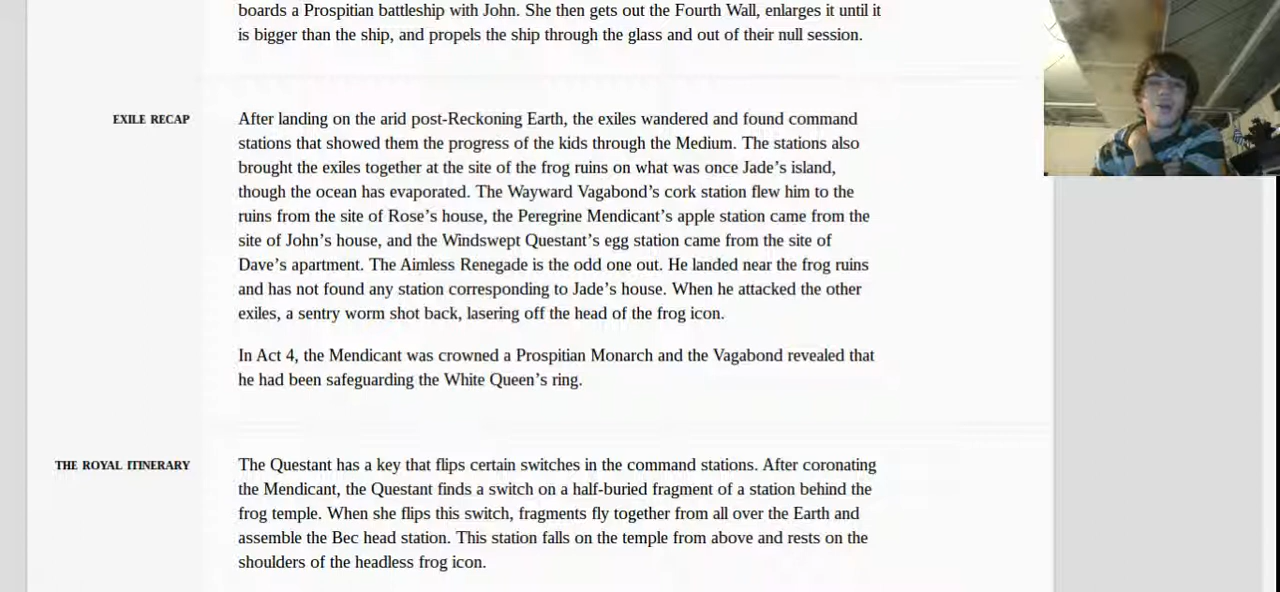 boards a Prospitian battleship with John. She then gets out the Fourth Wall, enlarges it until it
is bigger than the ship, and propels the ship through the glass and out of their null session.
EXILE RECAP
After landing on the arid post-Reckoning Earth, the exiles wandered and found command
stations that showed them the progress of the kids through the Medium. The stations also
brought the exiles together at the site of the frog ruins on what was once Jade’s island,
though the ocean has evaporated. The Wayward Vagabond’s cork station flew him to the
ruins from the site of Rose’s house, the Peregrine Mendicant’s apple station came from the
site of John’s house, and the Windswept Questant’s egg station came from the site of
Dave’s apartment. The Aimless Renegade is the odd one out. He landed near the frog ruins
and has not found any station corresponding to Jade’s house. When he attacked the other
exiles, a sentry worm shot back, lasering off the head of the frog icon.
In Act 4, the Mendicant was crowned a Prospitian Monarch and the Vagabond revealed that
he had been safeguarding the White Queen’s ring.
THE ROYAL ITINERARY
The Questant has a key that flips certain switches in the command stations. After coronating
the Mendicant, the Questant finds a switch on a half-buried fragment of a station behind the
frog temple. When she flips this switch, fragments fly together from all over the Earth and
assemble the Bec head station. This station falls on the temple from above and rests on the
shoulders of the headless frog icon.